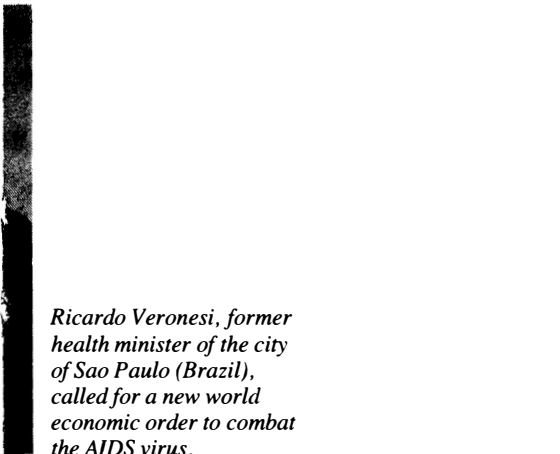 Ricardo Veronesi, former
health minister of the city
of Sao Paulo (Brazil),
called for a new world
economic order to combat
the AIDS virus.